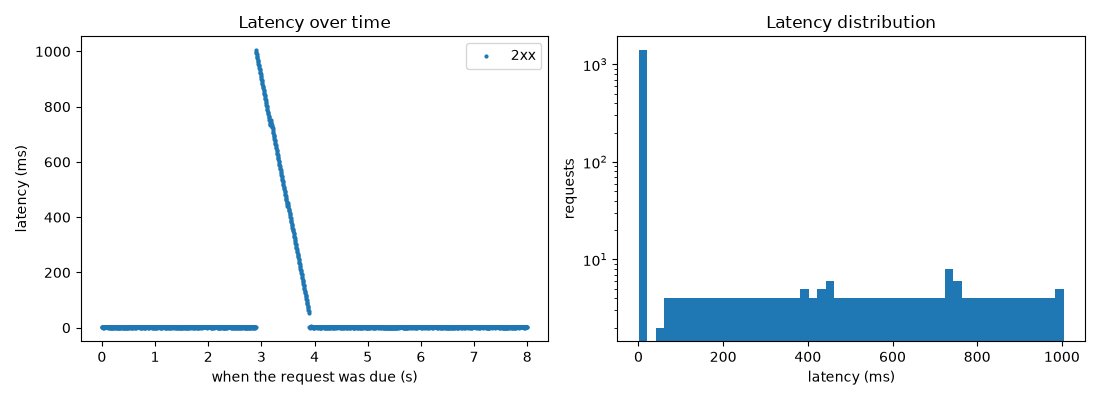 Latency over time
latency (ms)
1000
800
600
400
200
0
2xx
0 1 2 3 4 5 6 7 8
when the request was due (s)
Latency distribution
requests
10³
10²
10¹
0 200 400 600 800 1000
latency (ms)